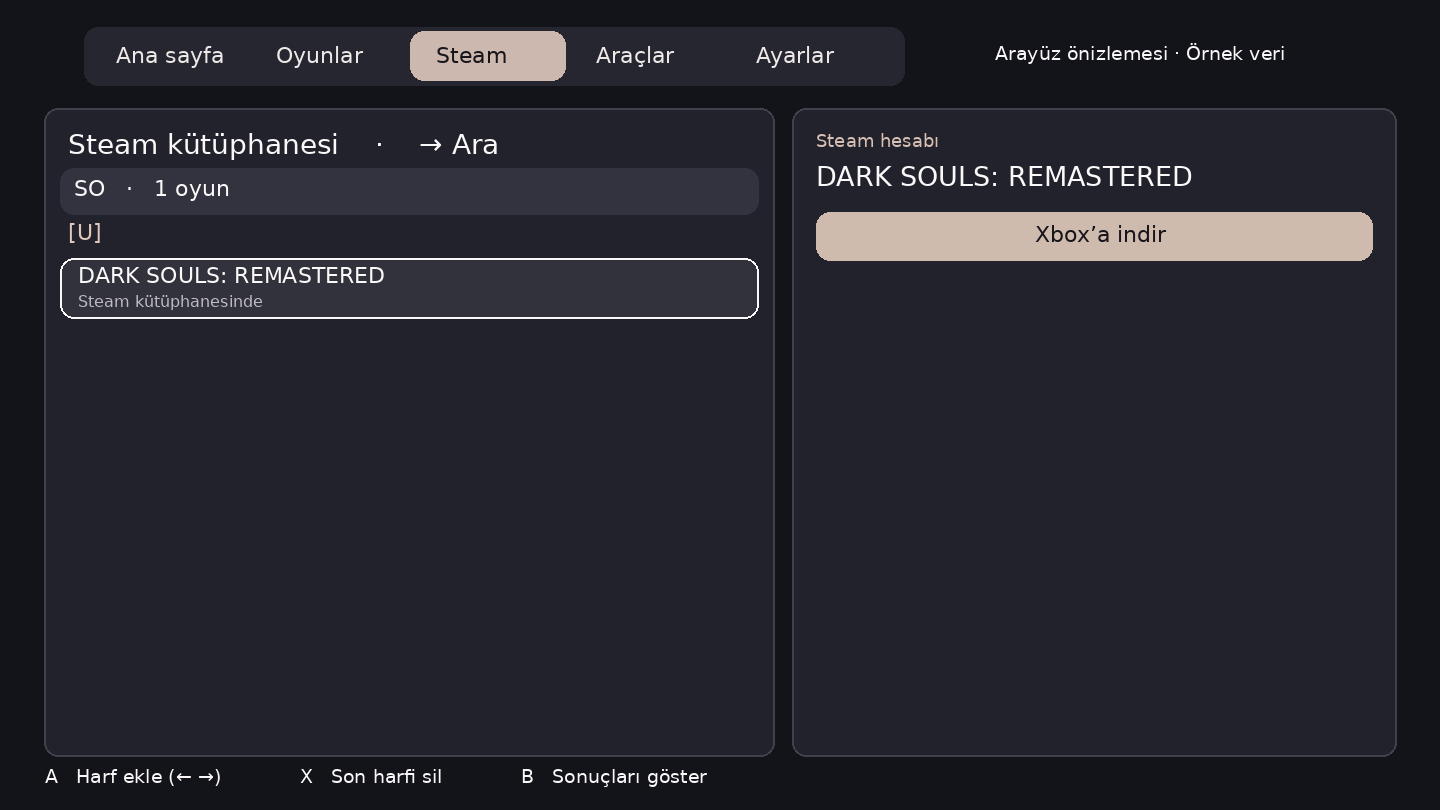 Ana sayfa Oyunlar Steam Araçlar Ayarlar
Arayüz önizlemesi · Örnek veri
Steam kütüphanesi · → Ara
SO · 1 oyun
[U]
DARK SOULS: REMASTERED
Steam kütüphanesinde
Steam hesabı
DARK SOULS: REMASTERED
Xbox’a indir
A Harf ekle (← →) X Son harfi sil B Sonuçları göster